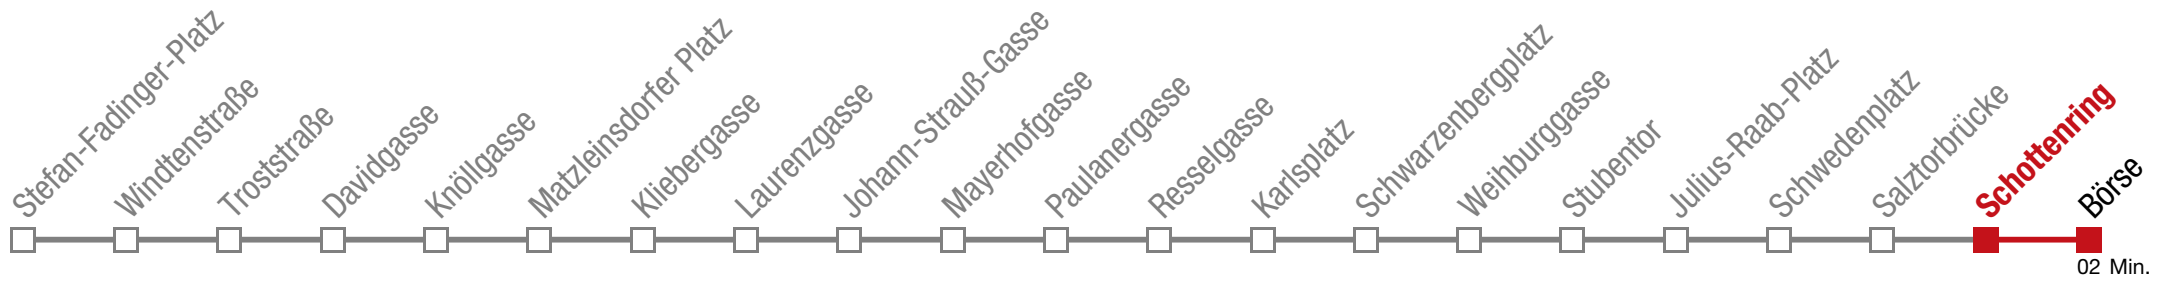 Stefan-Fadinger-Platz
Windtenstraße
Troststraße
Davidgasse
Knöllgasse
Matzleinsdorfer Platz
Kliebergasse
Laurenzgasse
Johann-Strauß-Gasse
Mayerhofgasse
Paulanergasse
Resselgasse
Karlsplatz
Schwarzenbergplatz
Weihburggasse
Stubentor
Julius-Raab-Platz
Schwedenplatz
Salztorbrücke
Schottenring
Börse
02 Min.